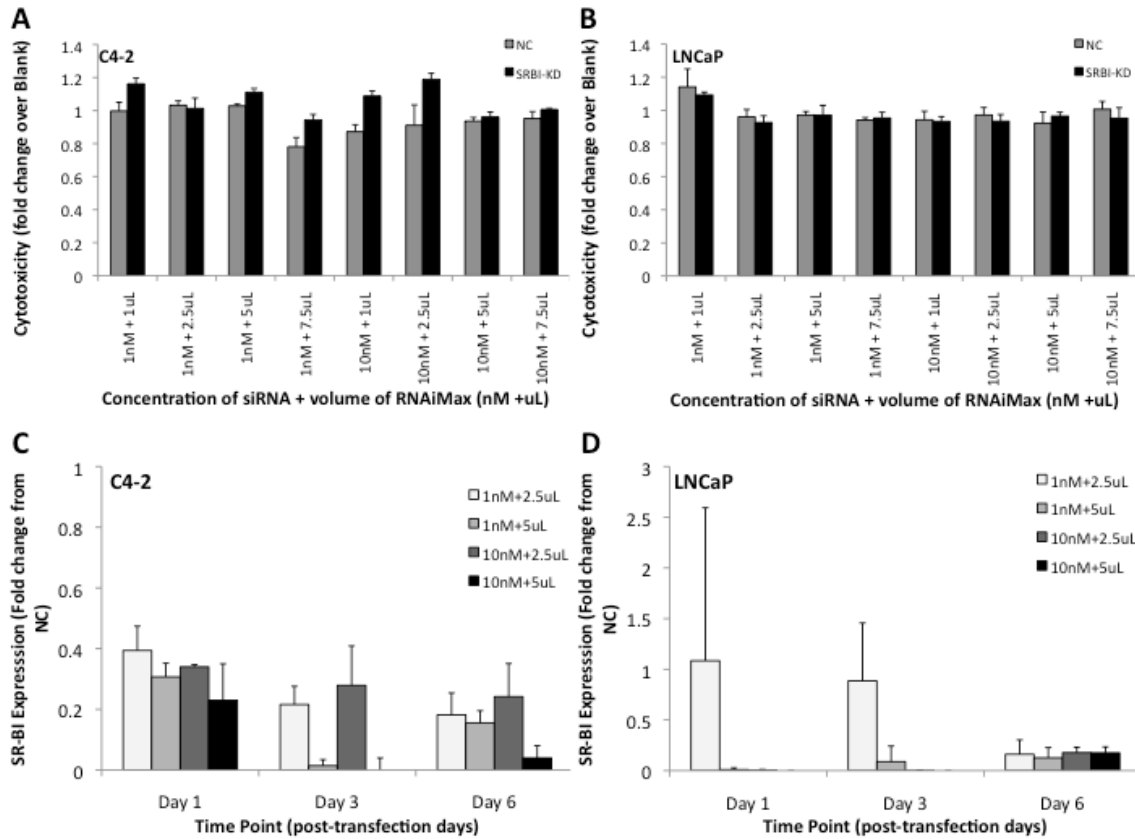 A
C4-2
NC
SRBI-KD
Cytotoxicity (fold change over Blank)
1.4
1.2
1
0.8
0.6
0.4
0.2
0
1nM + 1uL
1nM + 2.5uL
1nM + 5uL
1nM + 7.5uL
10nM + 1uL
10nM + 2.5uL
10nM + 5uL
10nM + 7.5uL
Concentration of siRNA + volume of RNAiMax (nM +uL)
B
LNCaP
NC
SRBI-KD
Cytotoxicity (fold change over Blank)
1.4
1.2
1
0.8
0.6
0.4
0.2
0
1nM + 1uL
1nM + 2.5uL
1nM + 5uL
1nM + 7.5uL
10nM + 1uL
10nM + 2.5uL
10nM + 5uL
10nM + 7.5uL
Concentration of siRNA + volume of RNAiMax (nM +uL)
C
C4-2
1nM+2.5uL
1nM+5uL
10nM+2.5uL
10nM+5uL
SR-BI Expresssion (Fold change from
NC)
1
0.8
0.6
0.4
0.2
0
Day 1
Day 3
Day 6
Time Point (post-transfection days)
D
LNCaP
1nM+2.5uL
1nM+5uL
10nM+2.5uL
10nM+5uL
SR-BI Expresssion (Fold change from
NC)
3
2.5
2
1.5
1
0.5
0
Day 1
Day 3
Day 6
Time Point (post-transfection days)